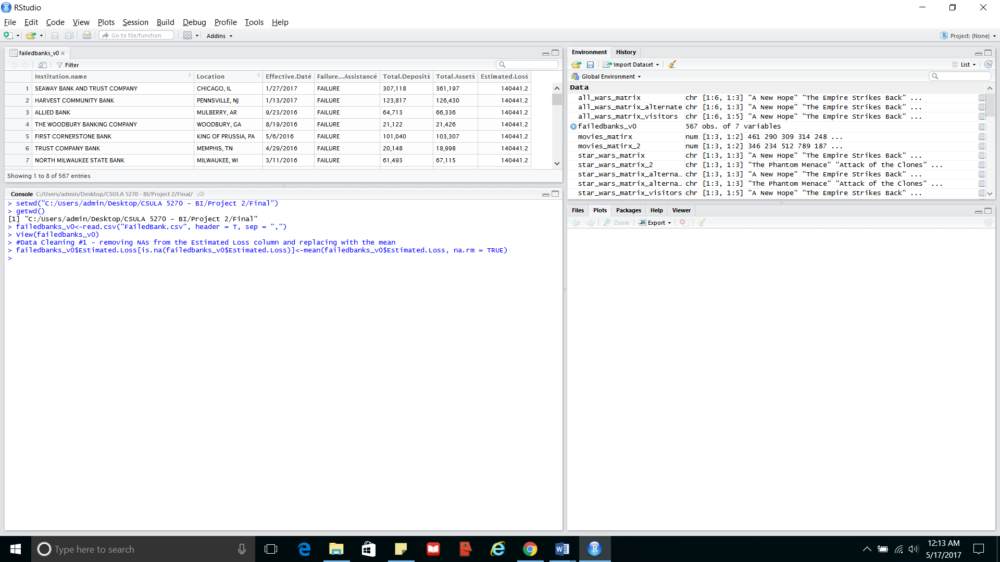 RStudio
File Edit Code View Plots Session Build Debug Profile Tools Help
Go to file/function Addins Project: (None)
failedbanks_v0
Filter
Institution.name Location Effective.Date Failure...Assistance Total.Deposits Total.Assets Estimated.Loss
1 SEAWAY BANK AND TRUST COMPANY CHICAGO, IL 1/27/2017 FAILURE 307,118 361,197 140441.2
2 HARVEST COMMUNITY BANK PENNSVILLE, NJ 1/13/2017 FAILURE 123,817 126,430 140441.2
3 ALLIED BANK MULBERRY, AR 9/23/2016 FAILURE 64,713 66,336 140441.2
4 THE WOODBURY BANKING COMPANY WOODBURY, GA 8/19/2016 FAILURE 21,122 21,426 140441.2
5 FIRST CORNERSTONE BANK KING OF PRUSSIA, PA 5/6/2016 FAILURE 101,040 103,307 140441.2
6 TRUST COMPANY BANK MEMPHIS, TN 4/29/2016 FAILURE 20,148 18,998 140441.2
7 NORTH MILWAUKEE STATE BANK MILWAUKEE, WI 3/11/2016 FAILURE 61,493 67,115 140441.2
Showing 1 to 8 of 567 entries
Console C:/Users/admin/Desktop/CSULA 5270 - BI/Project 2/Final/
> setwd("C:/Users/admin/Desktop/CSULA 5270 - BI/Project 2/Final")
> getwd()
[1] "C:/Users/admin/Desktop/CSULA 5270 - BI/Project 2/Final"
> failedbanks_v0<-read.csv("FailedBank.csv", header = T, sep = ",")
> View(failedbanks_v0)
> #Data Cleaning #1 - removing NAs from the Estimated Loss column and replacing with the mean
> failedbanks_v0$Estimated.Loss[is.na(failedbanks_v0$Estimated.Loss)]<-mean(failedbanks_v0$Estimated.Loss, na.rm = TRUE)
>
Environment History
Import Dataset List
Global Environment
Data
all_wars_matrix chr [1:6, 1:3] "A New Hope" "The Empire Strikes Back" ...
all_wars_matrix_alternate chr [1:6, 1:3] "A New Hope" "The Empire Strikes Back" ...
all_wars_matrix_visitors chr [1:6, 1:5] "A New Hope" "The Empire Strikes Back" ...
failedbanks_v0 567 obs. of 7 variables
movies_matirx num [1:3, 1:2] 461 290 309 314 248 ...
movies_matirx_2 num [1:3, 1:2] 346 234 512 789 187 ...
star_wars_matrix chr [1:3, 1:3] "A New Hope" "The Empire Strikes Back" ...
star_wars_matrix_2 chr [1:3, 1:3] "The Phantom Menace" "Attack of the Clones" ...
star_wars_matrix_alterna… chr [1:3, 1:3] "A New Hope" "The Empire Strikes Back" ...
star_wars_matrix_alterna… chr [1:3, 1:3] "The Phantom Menace" "Attack of the Clones" ...
star_wars_matrix_visitors chr [1:3, 1:5] "A New Hope" "The Empire Strikes Back" ...
Files Plots Packages Help Viewer
Zoom Export
Type here to search
12:13 AM
5/17/2017